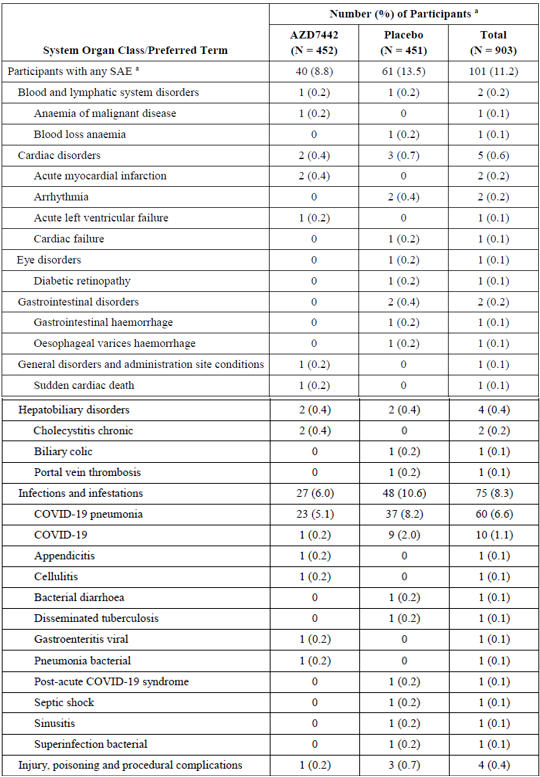 Number (%) of Participants a
System Organ Class/Preferred Term
AZD7442 (N = 452) Placebo (N = 451) Total (N = 903)
Participants with any SAE a 40 (8.8) 61 (13.5) 101 (11.2)
Blood and lymphatic system disorders 1 (0.2) 1 (0.2) 2 (0.2)
Anaemia of malignant disease 1 (0.2) 0 1 (0.1)
Blood loss anaemia 0 1 (0.2) 1 (0.1)
Cardiac disorders 2 (0.4) 3 (0.7) 5 (0.6)
Acute myocardial infarction 2 (0.4) 0 2 (0.2)
Arrhythmia 0 2 (0.4) 2 (0.2)
Acute left ventricular failure 1 (0.2) 0 1 (0.1)
Cardiac failure 0 1 (0.2) 1 (0.1)
Eye disorders 0 1 (0.2) 1 (0.1)
Diabetic retinopathy 0 1 (0.2) 1 (0.1)
Gastrointestinal disorders 0 2 (0.4) 2 (0.2)
Gastrointestinal haemorrhage 0 1 (0.2) 1 (0.1)
Oesophageal varices haemorrhage 0 1 (0.2) 1 (0.1)
General disorders and administration site conditions 1 (0.2) 0 1 (0.1)
Sudden cardiac death 1 (0.2) 0 1 (0.1)
Hepatobiliary disorders 2 (0.4) 2 (0.4) 4 (0.4)
Cholecystitis chronic 2 (0.4) 0 2 (0.2)
Biliary colic 0 1 (0.2) 1 (0.1)
Portal vein thrombosis 0 1 (0.2) 1 (0.1)
Infections and infestations 27 (6.0) 48 (10.6) 75 (8.3)
COVID-19 pneumonia 23 (5.1) 37 (8.2) 60 (6.6)
COVID-19 1 (0.2) 9 (2.0) 10 (1.1)
Appendicitis 1 (0.2) 0 1 (0.1)
Cellulitis 1 (0.2) 0 1 (0.1)
Bacterial diarrhoea 0 1 (0.2) 1 (0.1)
Disseminated tuberculosis 0 1 (0.2) 1 (0.1)
Gastroenteritis viral 1 (0.2) 0 1 (0.1)
Pneumonia bacterial 1 (0.2) 0 1 (0.1)
Post-acute COVID-19 syndrome 0 1 (0.2) 1 (0.1)
Septic shock 0 1 (0.2) 1 (0.1)
Sinusitis 0 1 (0.2) 1 (0.1)
Superinfection bacterial 0 1 (0.2) 1 (0.1)
Injury, poisoning and procedural complications 1 (0.2) 3 (0.7) 4 (0.4)